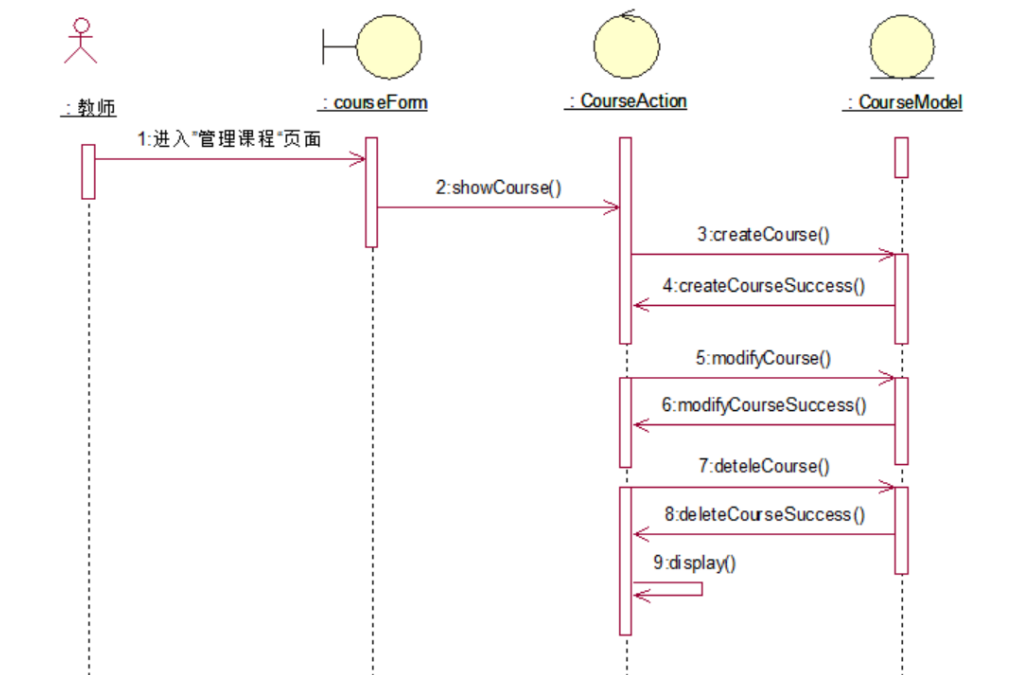 : 教师
: courseForm
: CourseAction
: CourseModel
1:进入"管理课程"页面
2:showCourse()
3:createCourse()
4:createCourseSuccess()
5:modifyCourse()
6:modifyCourseSuccess()
7:deteleCourse()
8:deleteCourseSuccess()
9:display()